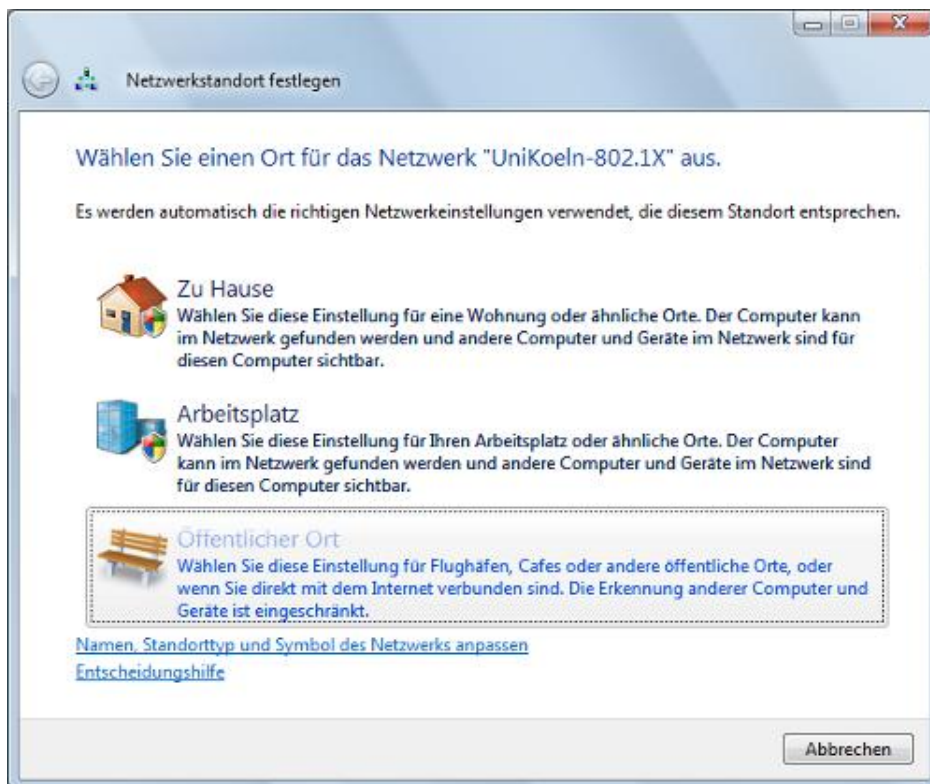 Netzwerkstandort festlegen
Wählen Sie einen Ort für das Netzwerk "UniKoeln-802.1X" aus.
Es werden automatisch die richtigen Netzwerkeinstellungen verwendet, die diesem Standort entsprechen.
Zu Hause
Wählen Sie diese Einstellung für eine Wohnung oder ähnliche Orte. Der Computer kann
im Netzwerk gefunden werden und andere Computer und Geräte im Netzwerk sind für
diesen Computer sichtbar.
Arbeitsplatz
Wählen Sie diese Einstellung für Ihren Arbeitsplatz oder ähnliche Orte. Der Computer
kann im Netzwerk gefunden werden und andere Computer und Geräte im Netzwerk sind
für diesen Computer sichtbar.
Öffentlicher Ort
Wählen Sie diese Einstellung für Flughäfen, Cafes oder andere öffentliche Orte, oder
wenn Sie direkt mit dem Internet verbunden sind. Die Erkennung anderer Computer und
Geräte ist eingeschränkt.
Namen, Standorttyp und Symbol des Netzwerks anpassen
Entscheidungshilfe
Abbrechen